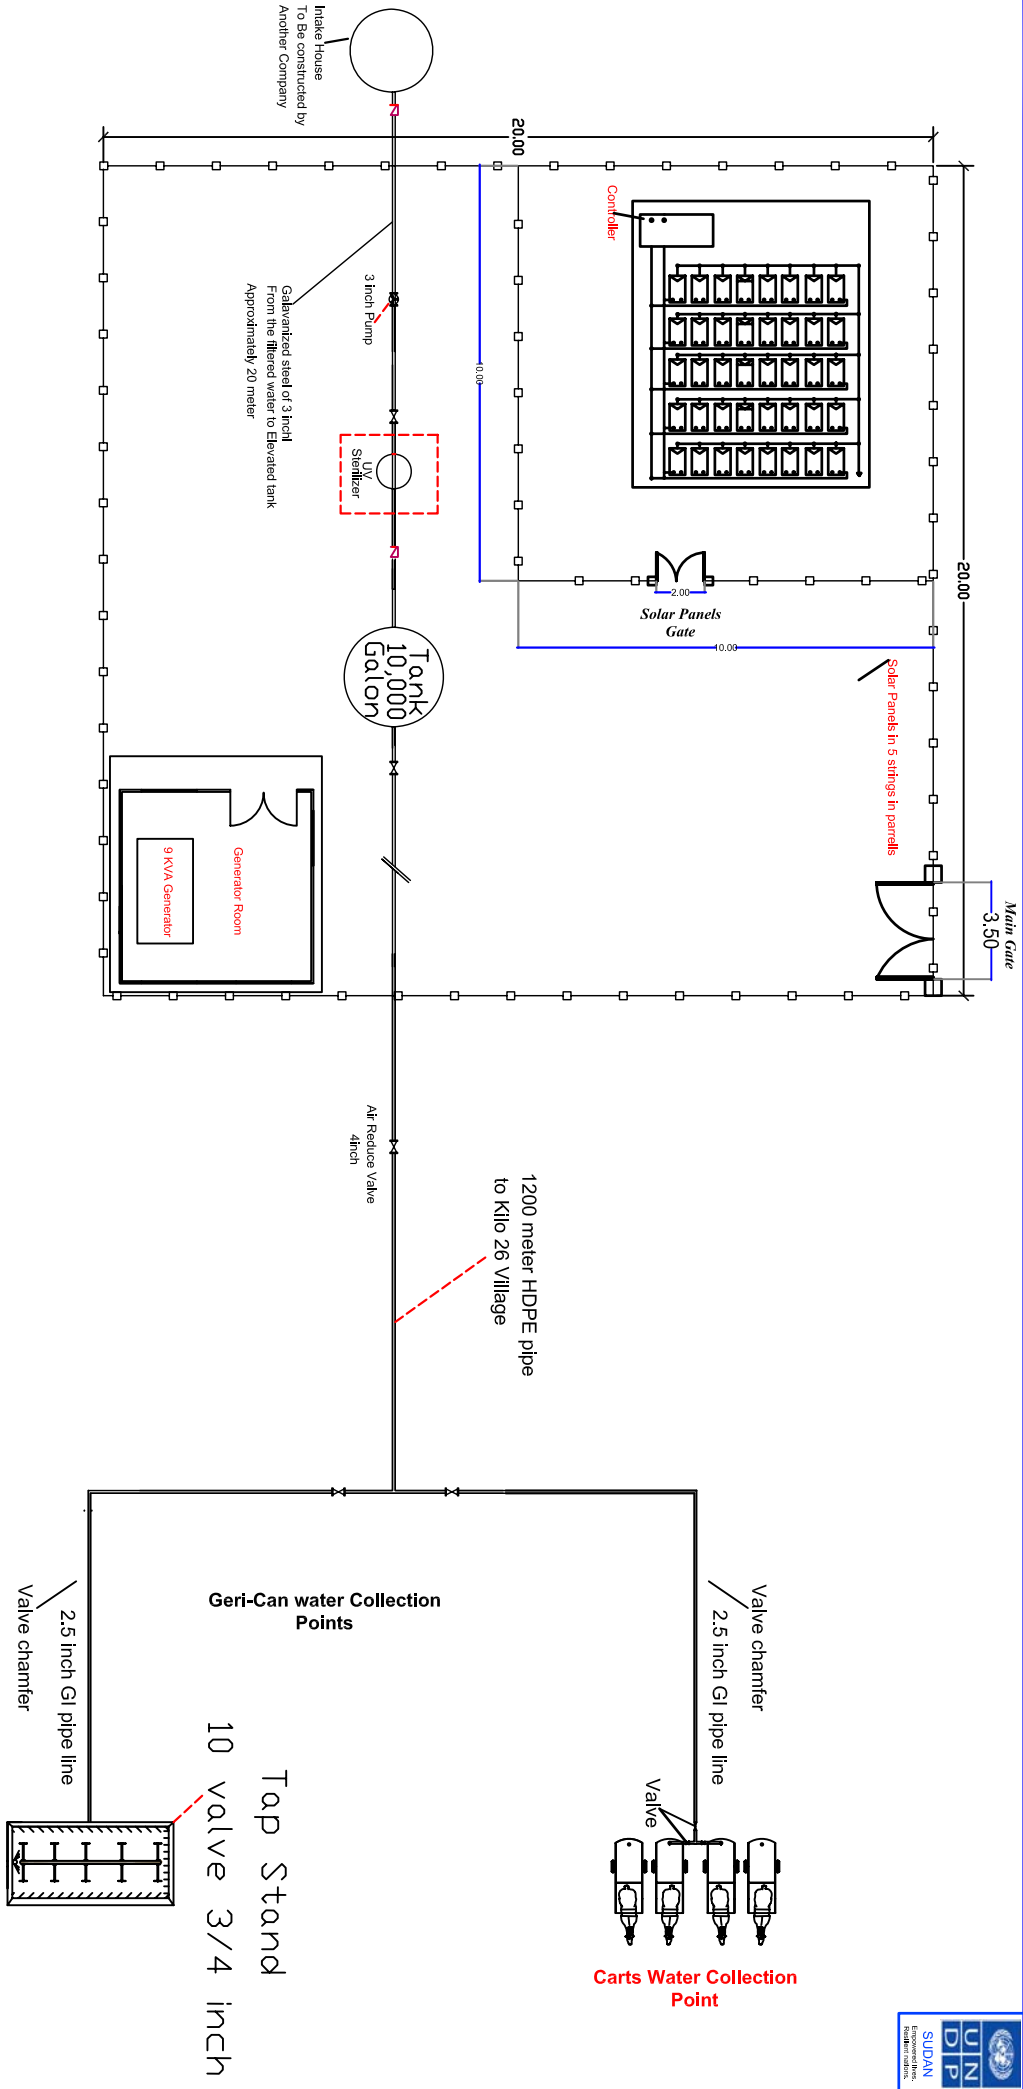 Intake House
To Be constructed by
Another Company
20.00
20.00
Controller
10.00
3 inch Pump
Galavanized steel of 3 inchl
From the filtered water to Elevated tank
Approximately 20 meter
UV
Sterilizer
2.00
Solar Panels
Gate
10.00
Solar Panels in 5 strings in parrells
Tank
10,000
Galon
Main Gate
3.50
Generator Room
9 KVA Generator
Air Reduce Valve
4inch
1200 meter HDPE pipe
to Kilo 26 Village
Geri-Can water Collection
Points
Valve chamfer
2.5 inch GI pipe line
Valve chamfer
2.5 inch GI pipe line
Valve
Tap Stand
10 valve 3/4 inch
Carts Water Collection
Point
U N
D P
SUDAN
Empowered lives.
Resilient nations.